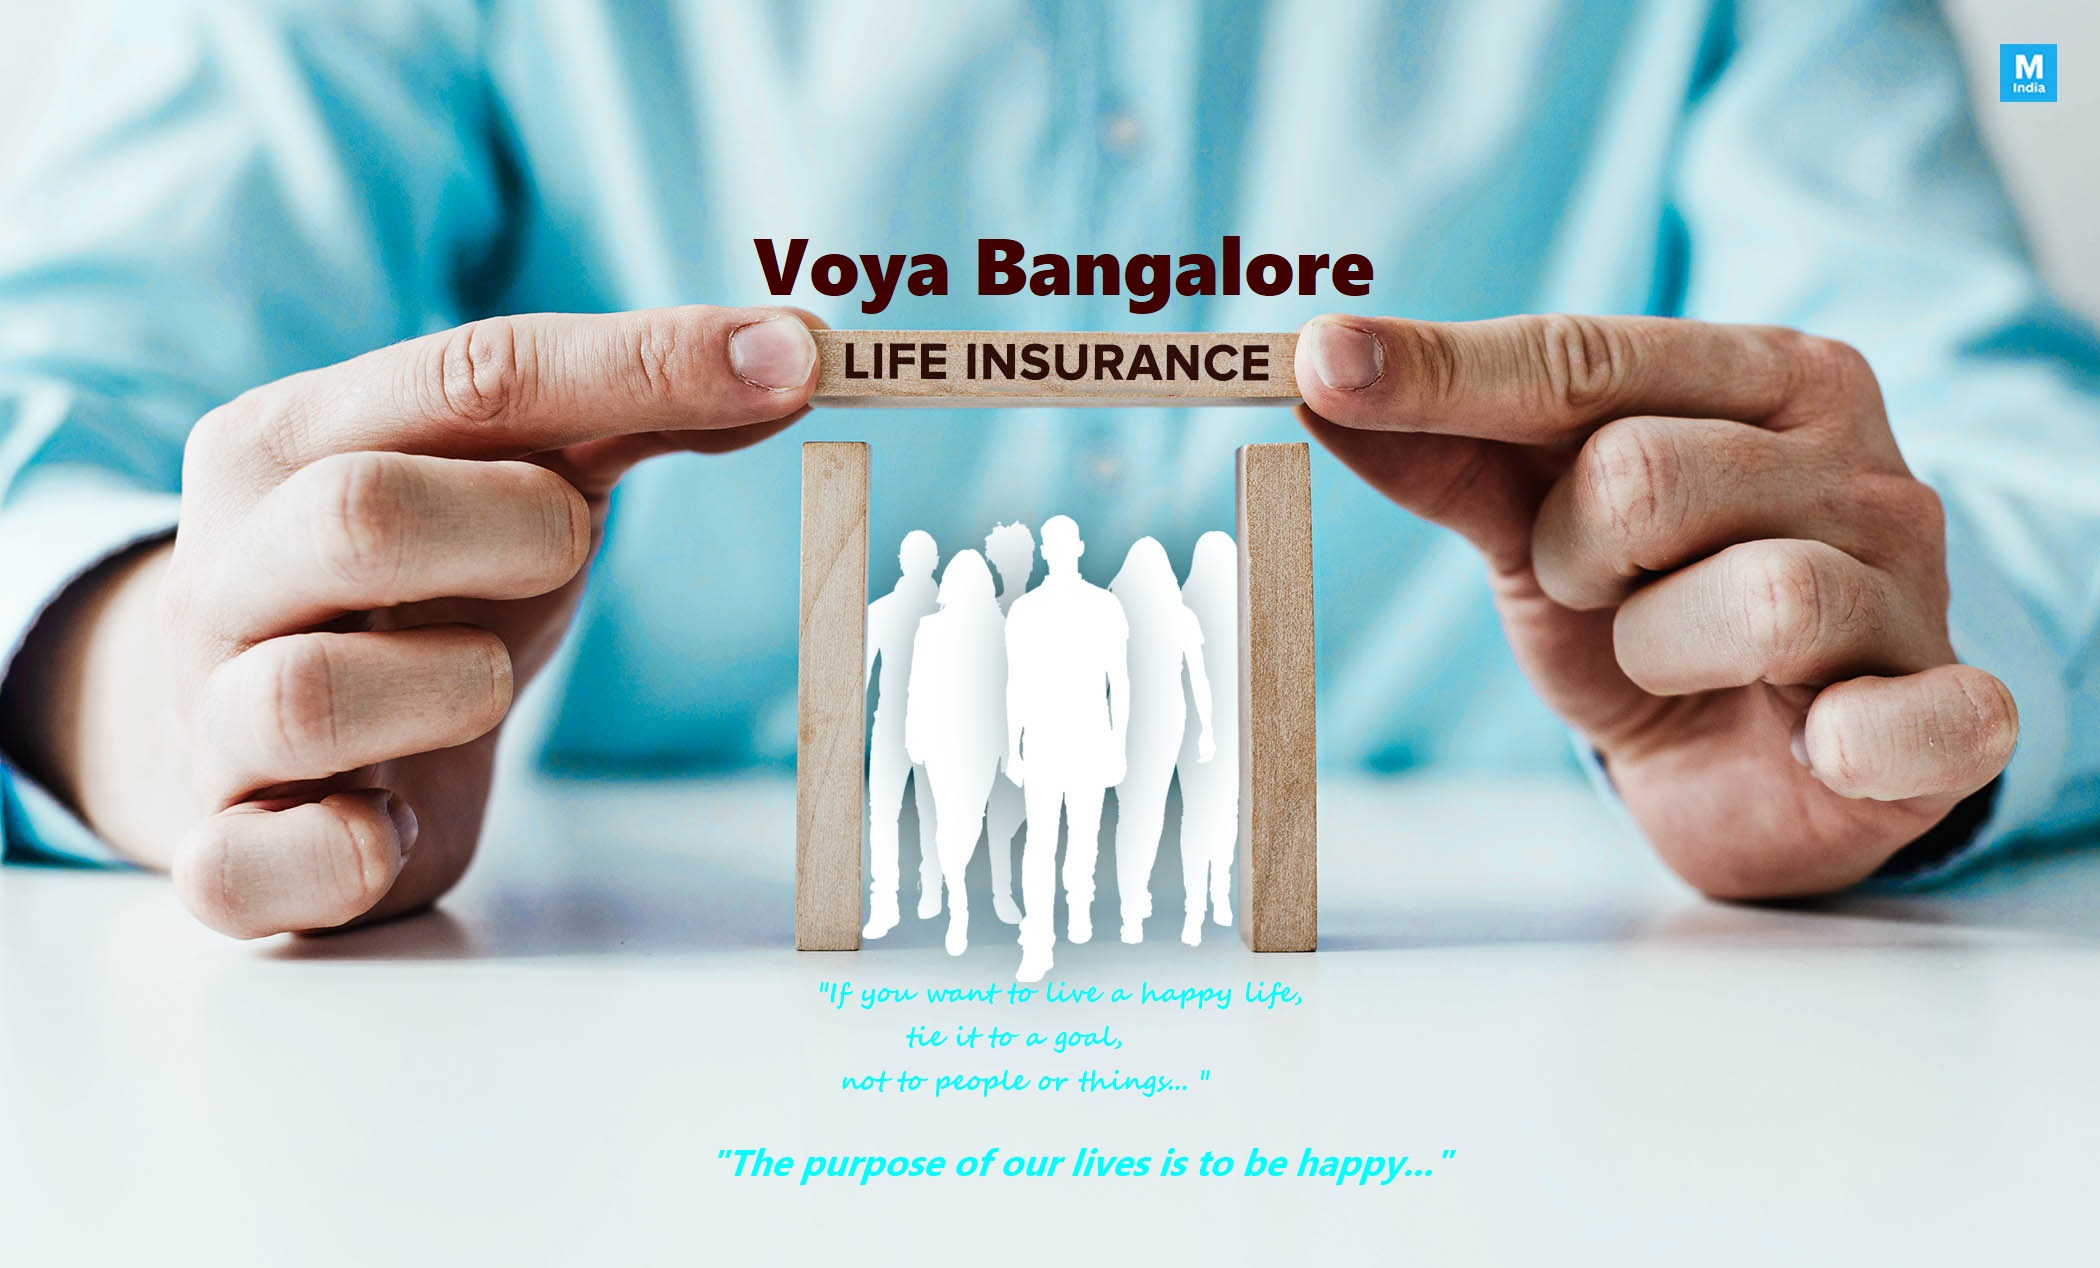 M
India
Voya Bangalore
LIFE INSURANCE
"If you want to live a happy life,
tie it to a goal,
not to people or things... "
"The purpose of our lives is to be happy..."